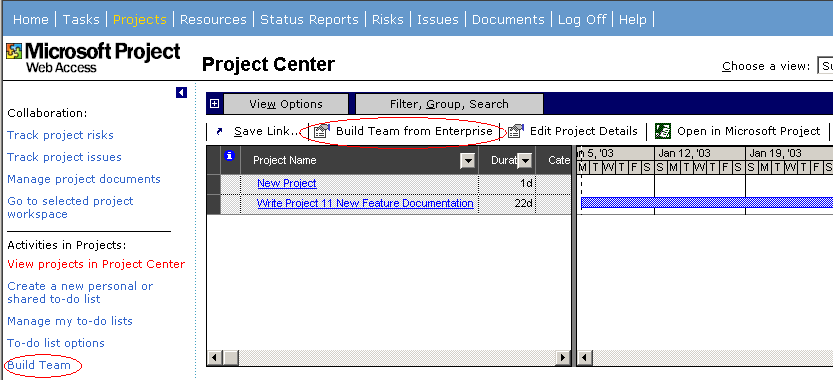 Home | Tasks | Projects | Resources | Status Reports | Risks | Issues | Documents | Log Off | Help |
Microsoft Project
Web Access
Project Center
Choose a view:
Collaboration:
Track project risks
Track project issues
Manage project documents
Go to selected project
workspace
Activities in Projects:
View projects in Project Center
Create a new personal or
shared to-do list
Manage my to-do lists
To-do list options
Build Team
View Options
Filter, Group, Search
Save Link... | Build Team from Enterprise | Edit Project Details | Open in Microsoft Project |
Project Name Durat Cate
New Project 1d
Write Project 11 New Feature Documentation 22d
5, '03 Jan 12, '03 Jan 19, '03
M T W T F S S M T W T F S S M T W T F S